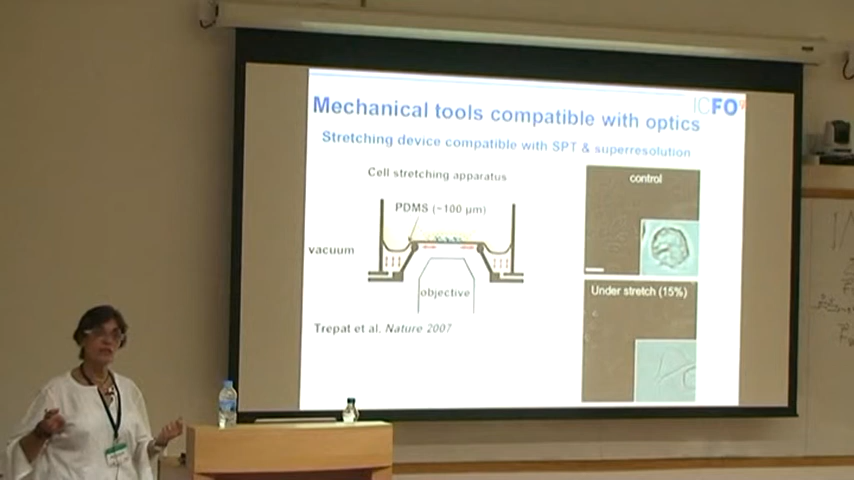 ICFO
Mechanical tools compatible with optics
Stretching device compatible with SPT & superresolution
Cell stretching apparatus
PDMS (~100 µm)
vacuum
objective
Trepat et al, Nature 2007
control
Under stretch (15%)